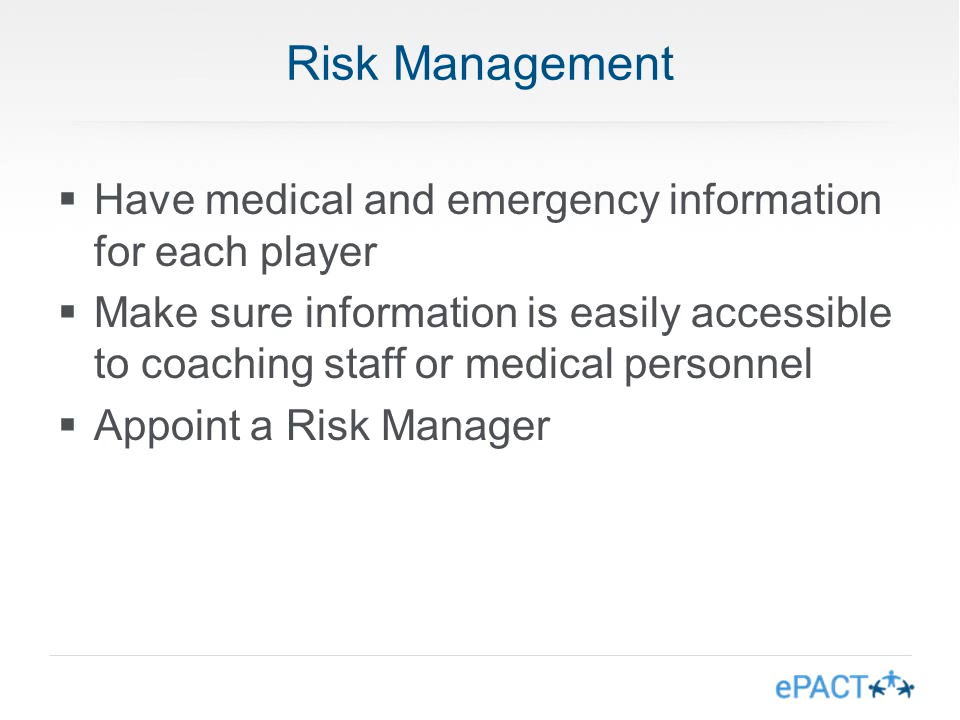 Risk Management
▪ Have medical and emergency information
for each player
▪ Make sure information is easily accessible
to coaching staff or medical personnel
▪ Appoint a Risk Manager
ePACT